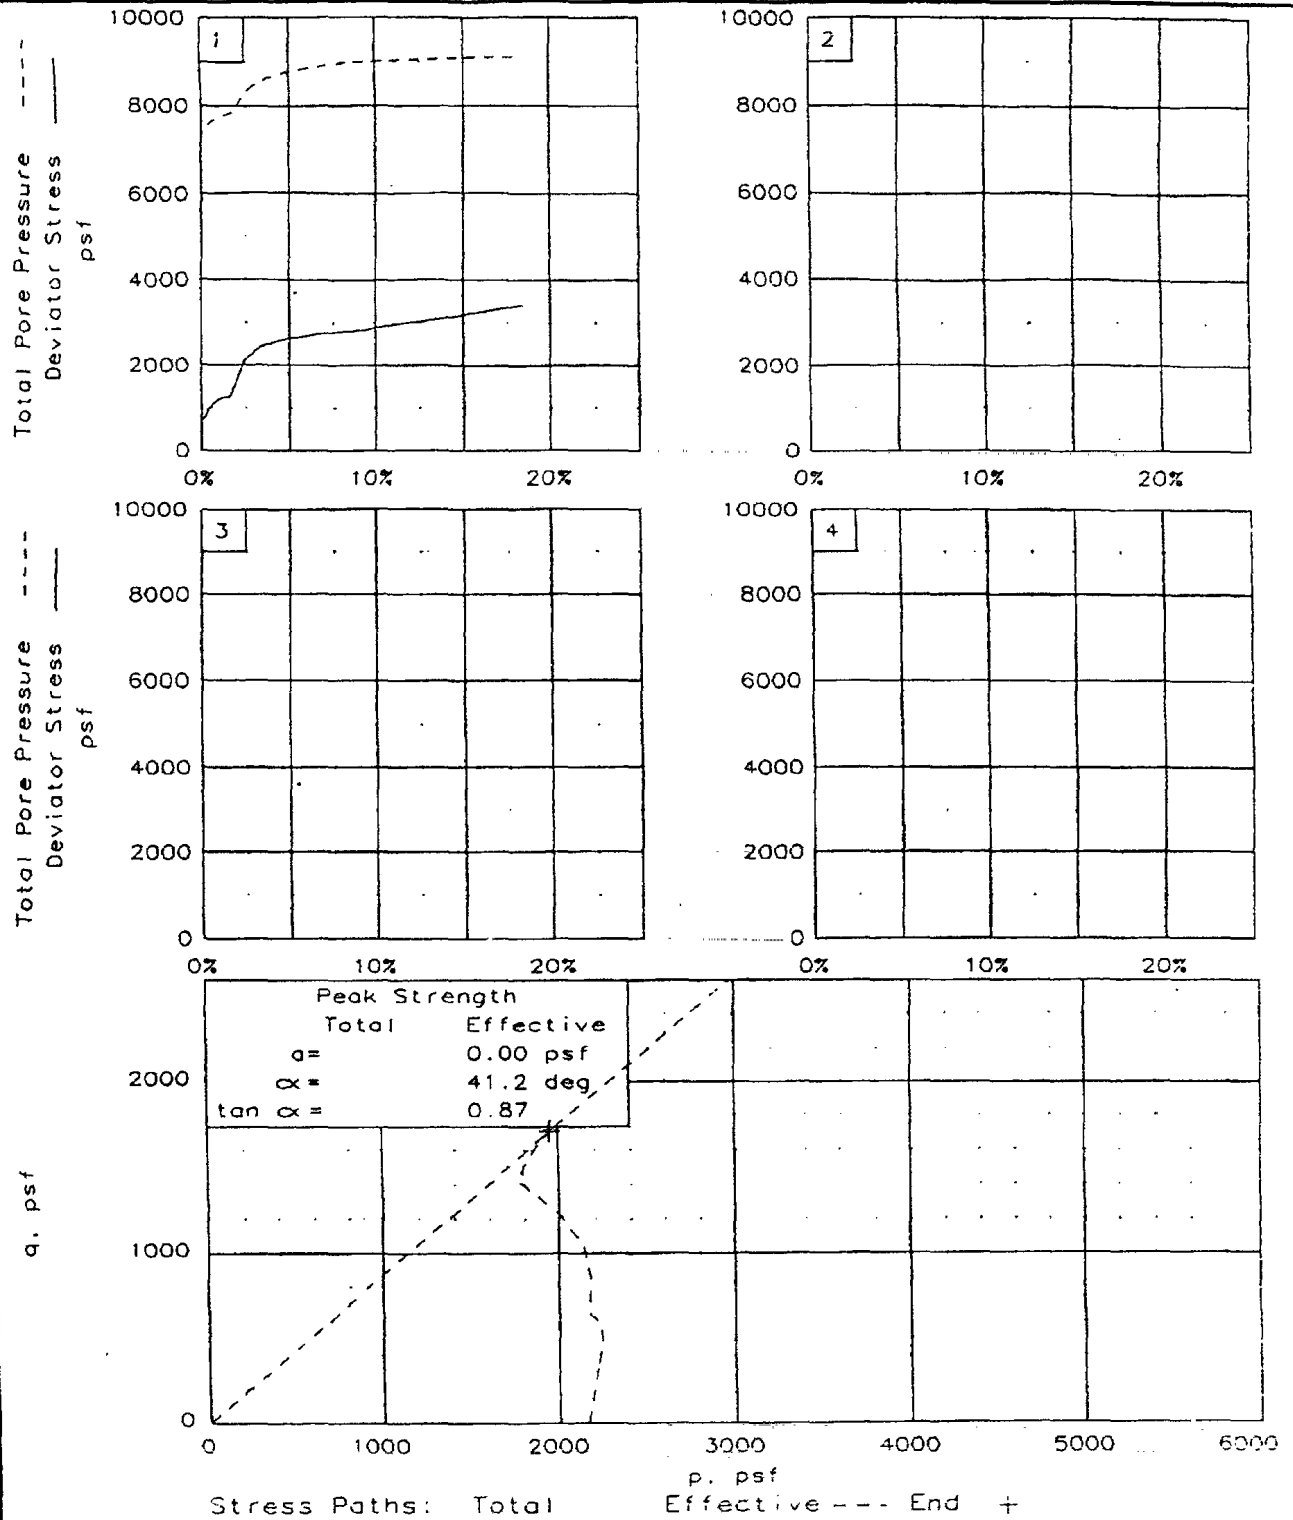 Total Pore Pressure ----
Deviator Stress ____
psf
10000
8000
6000
4000
2000
0
1
0% 10% 20%
10000
8000
6000
4000
2000
0
2
0% 10% 20%
Total Pore Pressure ----
Deviator Stress ____
psf
10000
8000
6000
4000
2000
0
3
0% 10% 20%
10000
8000
6000
4000
2000
0
4
0% 10% 20%
Peak Strength
Total Effective
a= 0.00 psf
α = 41.2 deg
tan α = 0.87
q, psf
2000
1000
0
0 1000 2000 3000 4000 5000 6000
p, psf
Stress Paths: Total Effective --- End +